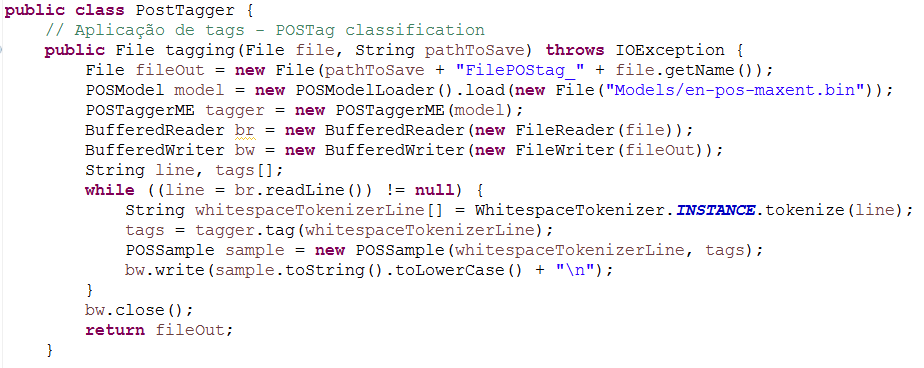 public class PostTagger {
    // Aplicação de tags - POSTag classification
    public File tagging(File file, String pathToSave) throws IOException {
        File fileOut = new File(pathToSave + "FilePOStag_" + file.getName());
        POSModel model = new POSModelLoader().load(new File("Models/en-pos-maxent.bin"));
        POSTaggerME tagger = new POSTaggerME(model);
        BufferedReader br = new BufferedReader(new FileReader(file));
        BufferedWriter bw = new BufferedWriter(new FileWriter(fileOut));
        String line, tags[];
        while ((line = br.readLine()) != null) {
            String whitespaceTokenizerLine[] = WhitespaceTokenizer.INSTANCE.tokenize(line);
            tags = tagger.tag(whitespaceTokenizerLine);
            POSSample sample = new POSSample(whitespaceTokenizerLine, tags);
            bw.write(sample.toString().toLowerCase() + "\n");
        }
        bw.close();
        return fileOut;
    }